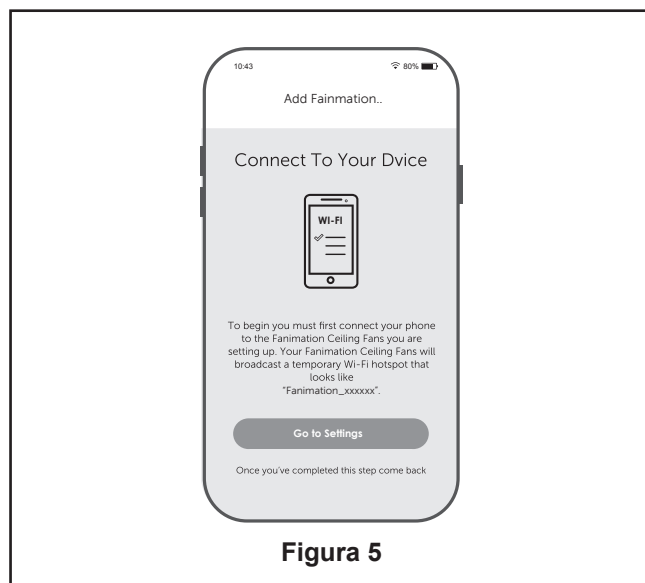 10:43 80%
Add Fainmation..
Connect To Your Dvice
WI-FI
To begin you must first connect your phone
to the Fanimation Ceiling Fans you are
setting up. Your Fanimation Ceiling Fans will
broadcast a temporary Wi-Fi hotspot that
looks like
"Fanimation_xxxxxx".
Go to Settings
Once you've completed this step come back
Figura 5